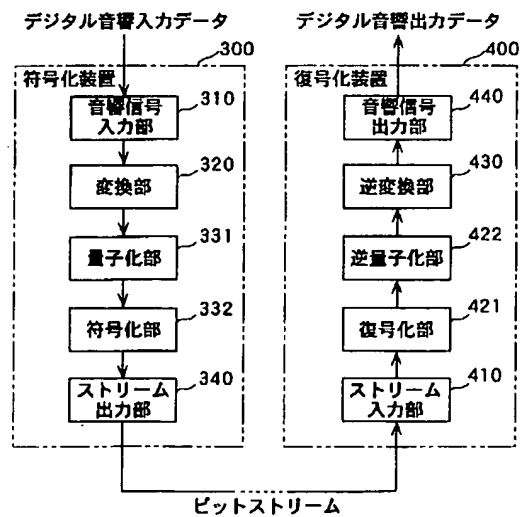 デジタル音響入力データ
300
符号化装置
音響信号
入力部
310
変換部
320
量子化部
331
符号化部
332
ストリーム
出力部
340
デジタル音響出力データ
400
復号化装置
音響信号
出力部
440
逆変換部
430
逆量子化部
422
復号化部
421
ストリーム
入力部
410
ビットストリーム